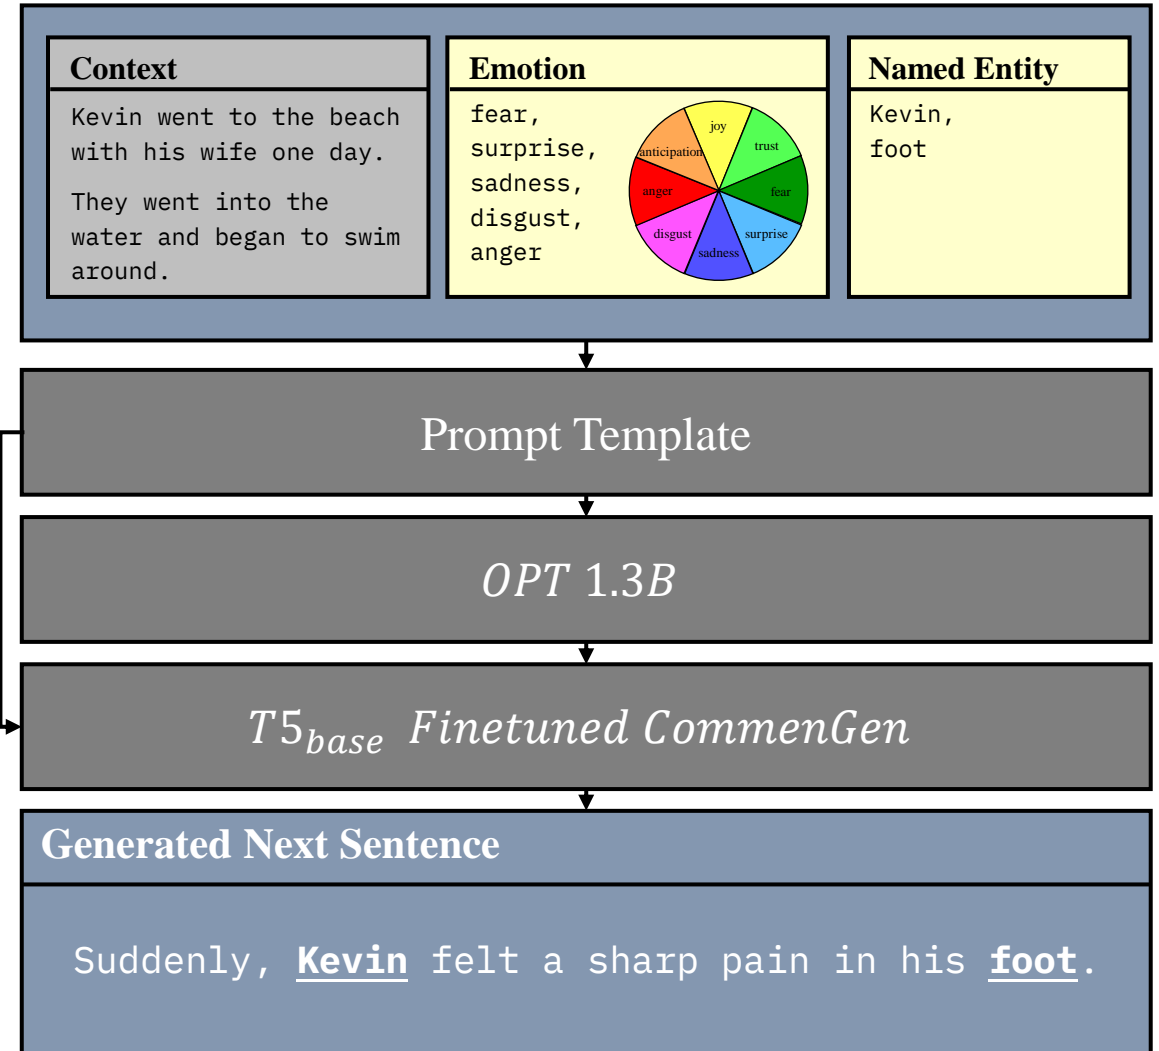 Context
Kevin went to the beach
with his wife one day.
They went into the
water and began to swim
around.
Emotion
fear,
surprise,
sadness,
disgust,
anger
joy
trust
fear
surprise
sadness
disgust
anger
anticipation
Named Entity
Kevin,
foot
Prompt Template
OPT 1.3B
T5base Finetuned CommenGen
Generated Next Sentence
Suddenly, Kevin felt a sharp pain in his foot.